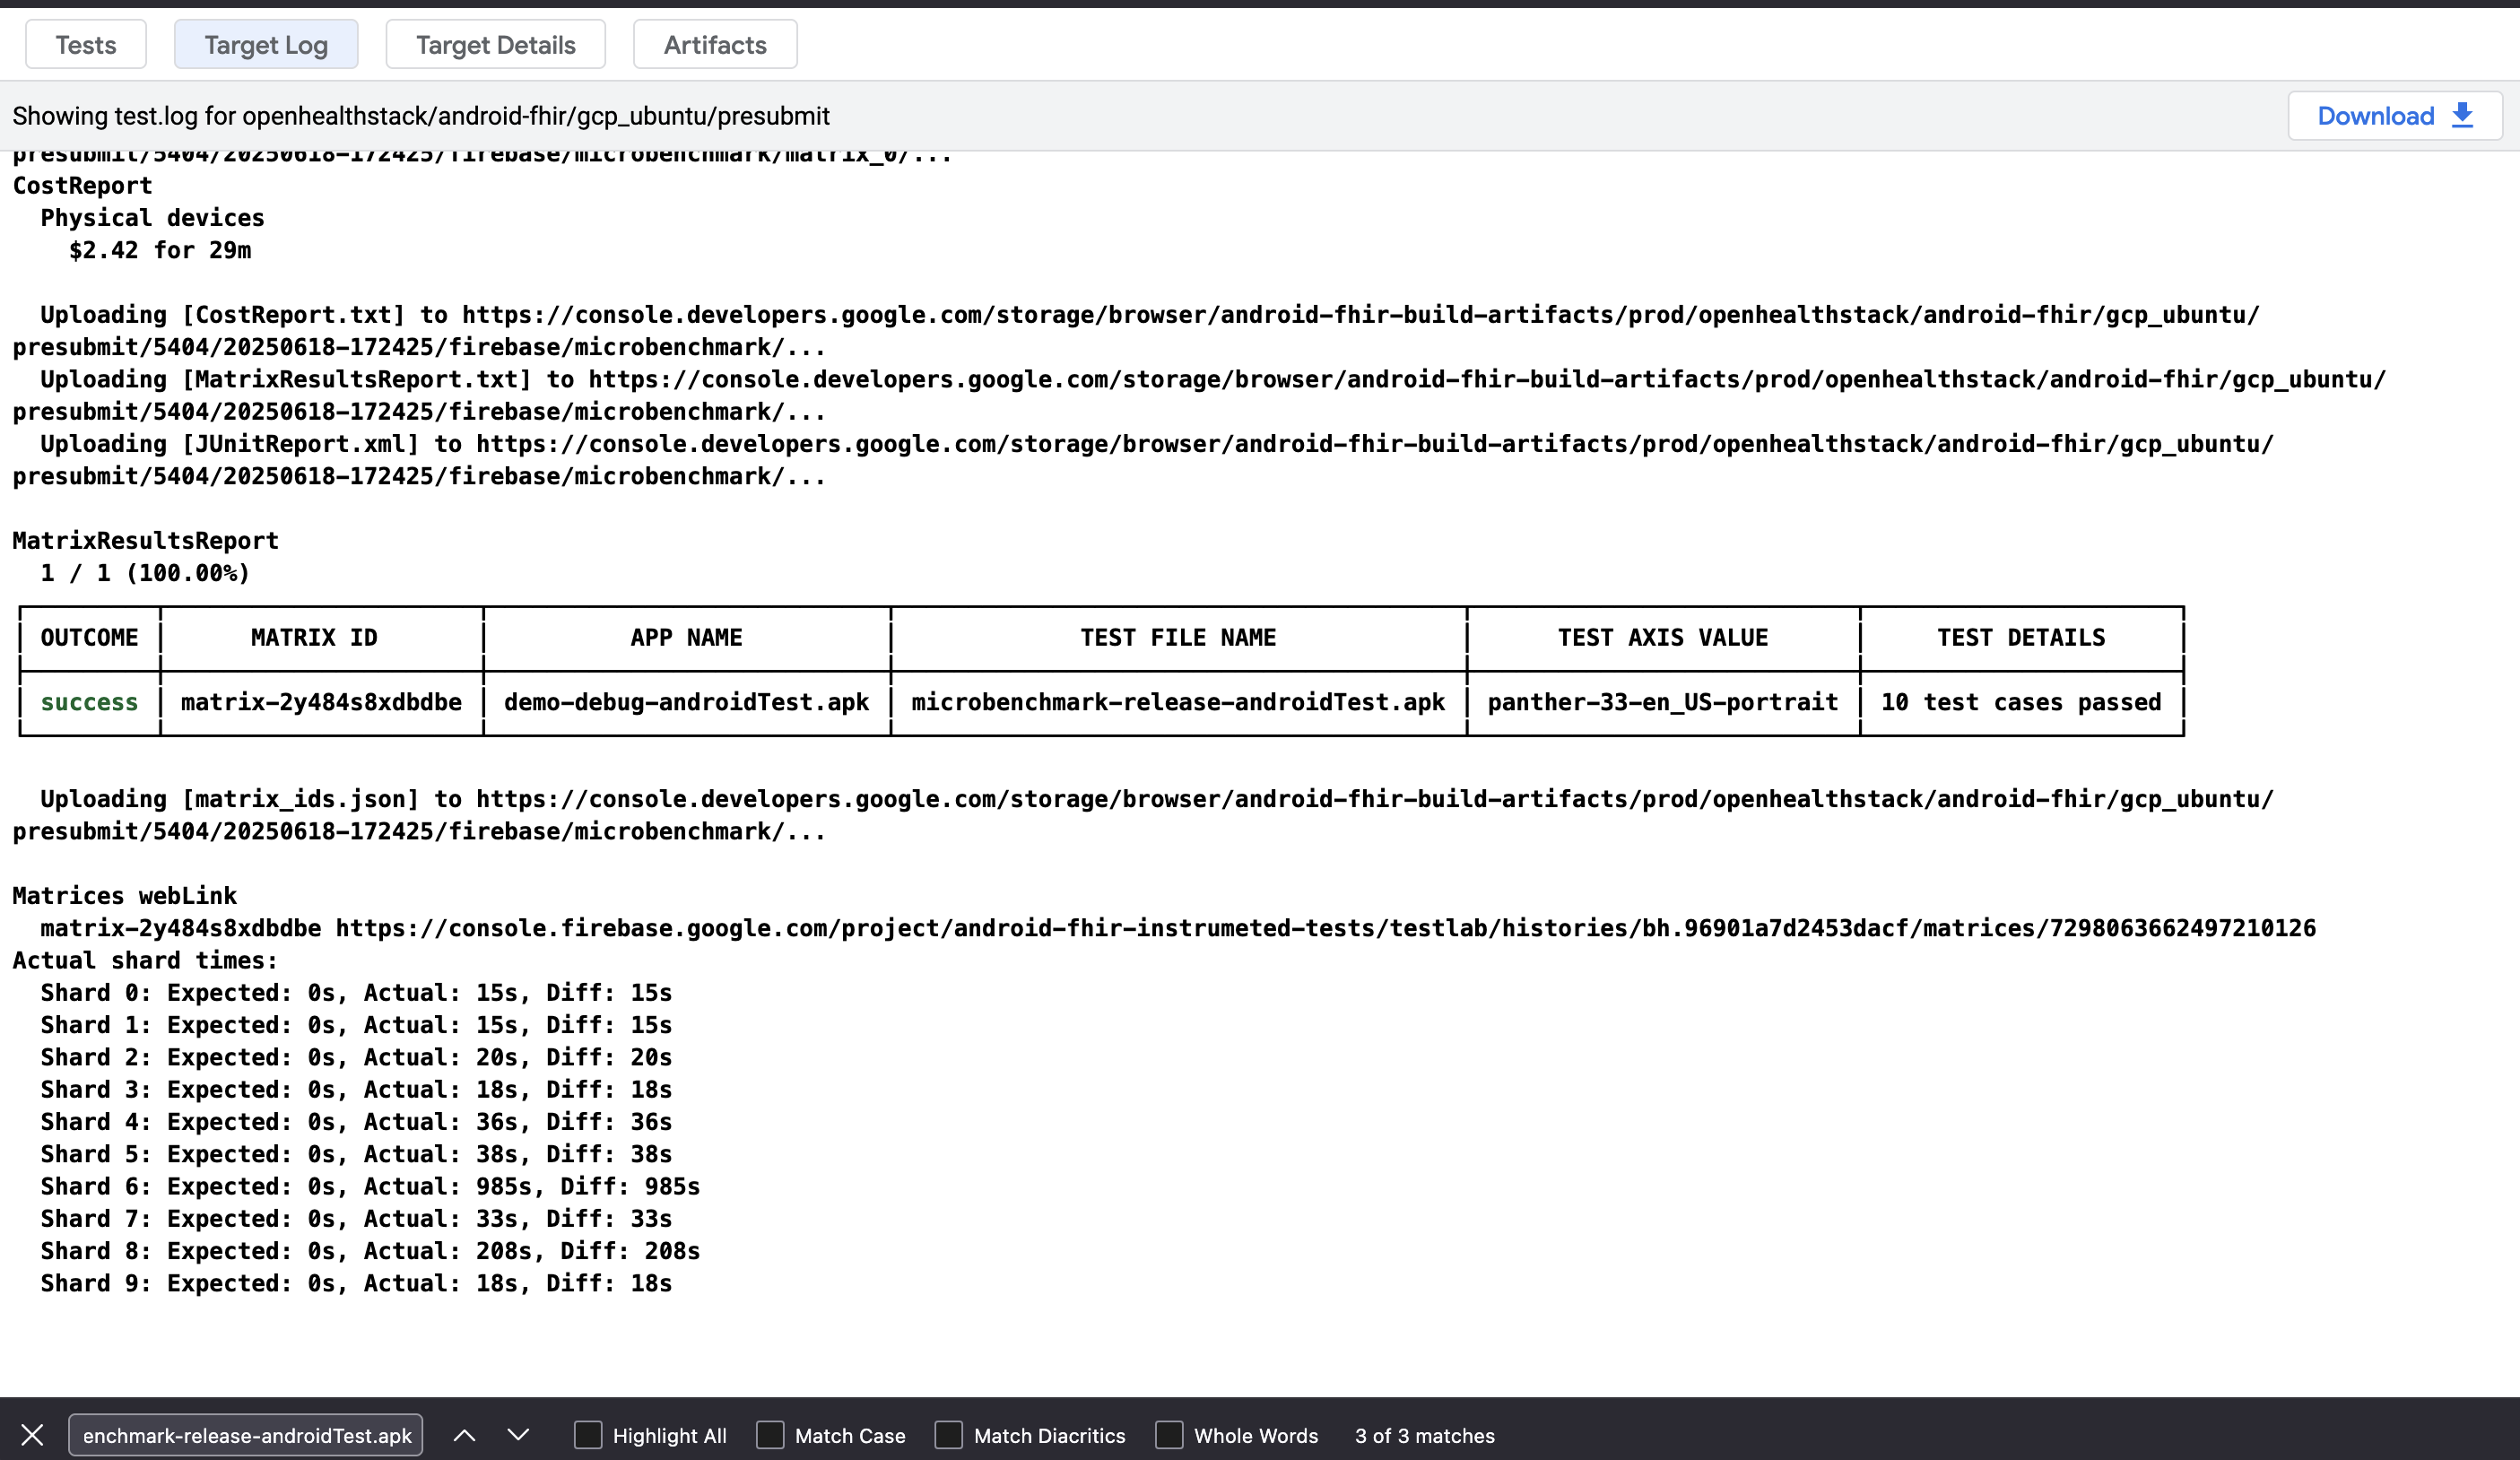 Tests
Target Log
Target Details
Artifacts
Showing test.log for openhealthstack/android-fhir/gcp_ubuntu/presubmit
Download
presubmit/5404/20250618-172425/firebase/microbenchmark/matrix_0/...
CostReport
Physical devices
$2.42 for 29m
Uploading [CostReport.txt] to https://console.developers.google.com/storage/browser/android-fhir-build-artifacts/prod/openhealthstack/android-fhir/gcp_ubuntu/
presubmit/5404/20250618-172425/firebase/microbenchmark/...
Uploading [MatrixResultsReport.txt] to https://console.developers.google.com/storage/browser/android-fhir-build-artifacts/prod/openhealthstack/android-fhir/gcp_ubuntu/
presubmit/5404/20250618-172425/firebase/microbenchmark/...
Uploading [JUnitReport.xml] to https://console.developers.google.com/storage/browser/android-fhir-build-artifacts/prod/openhealthstack/android-fhir/gcp_ubuntu/
presubmit/5404/20250618-172425/firebase/microbenchmark/...
MatrixResultsReport
1 / 1 (100.00%)
OUTCOME MATRIX ID APP NAME TEST FILE NAME TEST AXIS VALUE TEST DETAILS
success matrix-2y484s8xdbdbe demo-debug-androidTest.apk microbenchmark-release-androidTest.apk panther-33-en_US-portrait 10 test cases passed
Uploading [matrix_ids.json] to https://console.developers.google.com/storage/browser/android-fhir-build-artifacts/prod/openhealthstack/android-fhir/gcp_ubuntu/
presubmit/5404/20250618-172425/firebase/microbenchmark/...
Matrices webLink
matrix-2y484s8xdbdbe https://console.firebase.google.com/project/android-fhir-instrumeted-tests/testlab/histories/bh.96901a7d2453dacf/matrices/7298063662497210126
Actual shard times:
Shard 0: Expected: 0s, Actual: 15s, Diff: 15s
Shard 1: Expected: 0s, Actual: 15s, Diff: 15s
Shard 2: Expected: 0s, Actual: 20s, Diff: 20s
Shard 3: Expected: 0s, Actual: 18s, Diff: 18s
Shard 4: Expected: 0s, Actual: 36s, Diff: 36s
Shard 5: Expected: 0s, Actual: 38s, Diff: 38s
Shard 6: Expected: 0s, Actual: 985s, Diff: 985s
Shard 7: Expected: 0s, Actual: 33s, Diff: 33s
Shard 8: Expected: 0s, Actual: 208s, Diff: 208s
Shard 9: Expected: 0s, Actual: 18s, Diff: 18s
enchmark-release-androidTest.apk Highlight All Match Case Match Diacritics Whole Words 3 of 3 matches